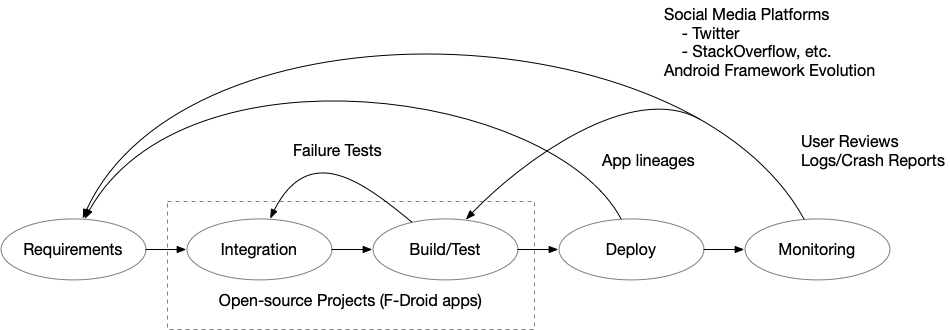 Social Media Platforms
- Twitter
- StackOverflow, etc.
Android Framework Evolution
User Reviews
Logs/Crash Reports
Failure Tests
App lineages
Requirements
Integration
Build/Test
Deploy
Monitoring
Open-source Projects (F-Droid apps)